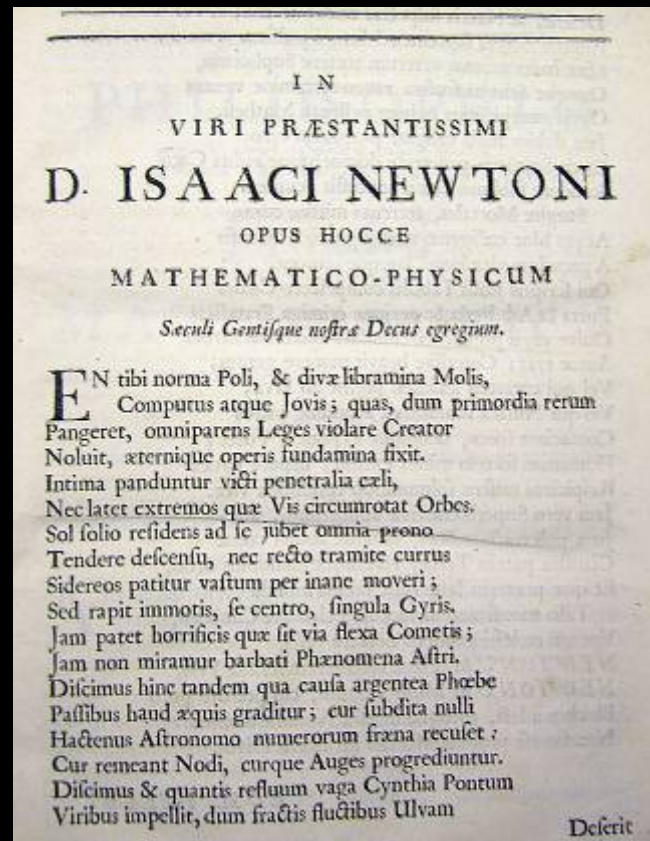 IN
VIRI PRÆSTANTISSIMI
D. ISAACI NEWTONI
OPUS HOCCE
MATHEMATICO-PHYSICUM
Sæculi Gentiſque noſtræ Decus egregium.
EN tibi norma Poli, & divæ libramina Molis,
Computus atque Jovis; quas, dum primordia rerum
Pangeret, omniparens Leges violare Creator
Noluit, æternique operis fundamina fixit.
Intima panduntur victi penetralia cæli,
Nec latet extremos quæ Vis circumrotat Orbes.
Sol ſolio reſidens ad ſe jubet omnia prono
Tendere deſcenſu, nec recto tramite currus
Sidereos patitur vaſtum per inane moveri;
Sed rapit immotis, ſe centro, ſingula Gyris.
Jam patet horrificis quæ ſit via flexa Cometis;
Jam non miramur barbati Phænomena Aſtri.
Diſcimus hinc tandem qua cauſa argentea Phœbe
Paſſibus haud æquis graditur; cur ſubdita nulli
Hactenus Aſtronomo numerorum fræna recuſet:
Cur remeant Nodi, curque Auges progrediuntur.
Diſcimus & quantis refluum vaga Cynthia Pontum
Viribus impellit, dum fractis fluctibus Ulvam
Deſerit